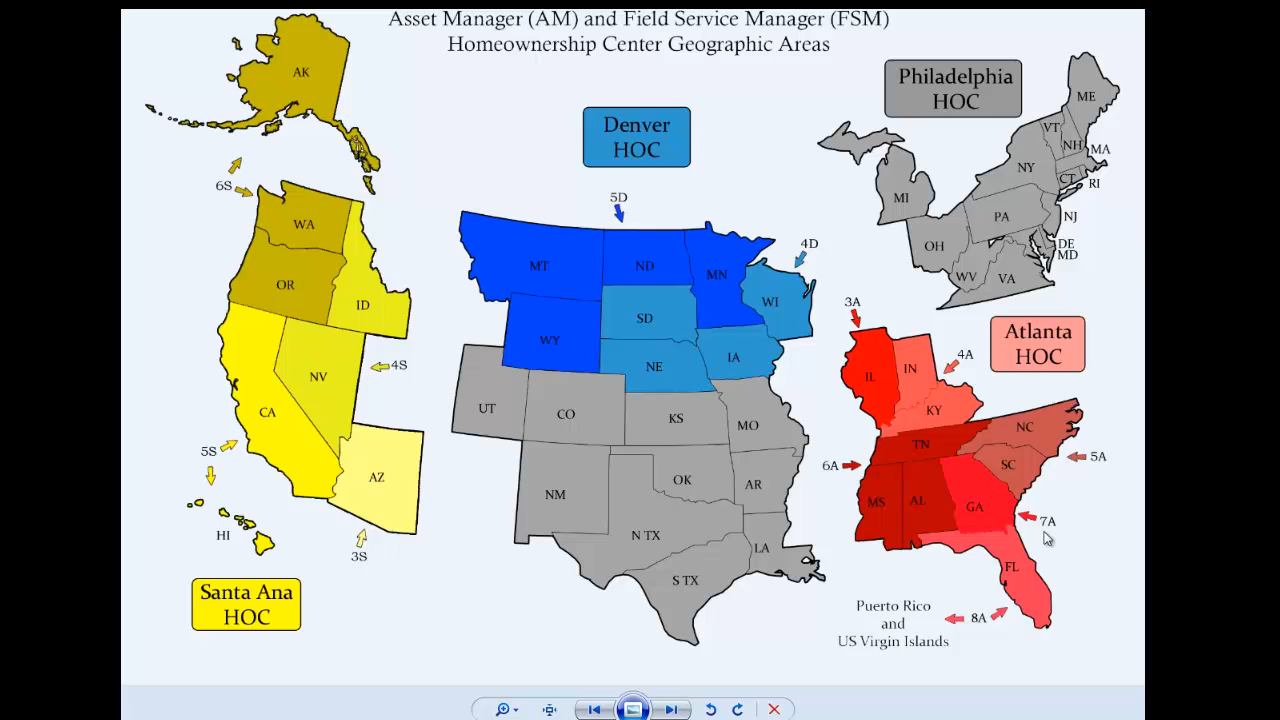 Asset Manager (AM) and Field Service Manager (FSM)
Homeownership Center Geographic Areas
AK
6S
WA
OR
ID
4S
NV
CA
5S
AZ
HI
3S
Santa Ana
HOC
Denver
HOC
5D
4D
MT
ND
MN
WI
SD
WY
NE
IA
UT
CO
KS
MO
NM
OK
AR
N TX
LA
S TX
Philadelphia
HOC
ME
VT
NH
MA
NY
CT
RI
MI
PA
NJ
OH
DE
MD
WV
VA
Atlanta
HOC
3A
4A
IL
IN
KY
NC
TN
5A
SC
6A
MS
AL
GA
7A
FL
8A
Puerto Rico
and
US Virgin Islands